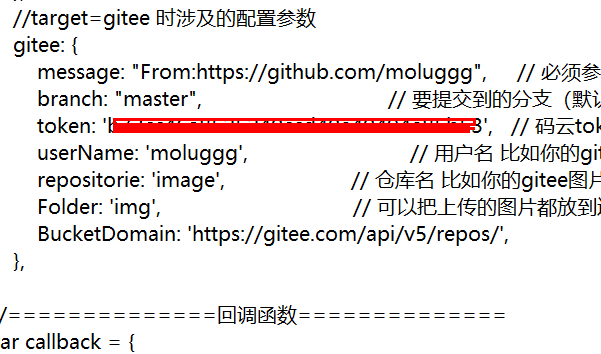 //target=gitee 时涉及的配置参数
gitee: {
message: "From:https://github.com/moluggg", // 必须参
branch: "master", // 要提交到的分支（默认
token: ' ', // 码云tok
userName: 'moluggg', // 用户名 比如你的git
repositorie: 'image', // 仓库名 比如你的gitee图片
Folder: 'img', // 可以把上传的图片都放到这
BucketDomain: 'https://gitee.com/api/v5/repos/',
},
/==============回调函数==============
ar callback = {